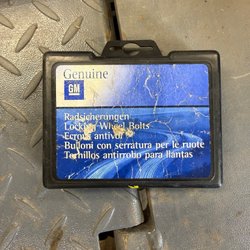 Genuine
GM
Radsicherungen
Locking Wheel Bolts
Ecrous antivol
Bulloni con serratura per le ruote
Tornillos antirrobo para llantas